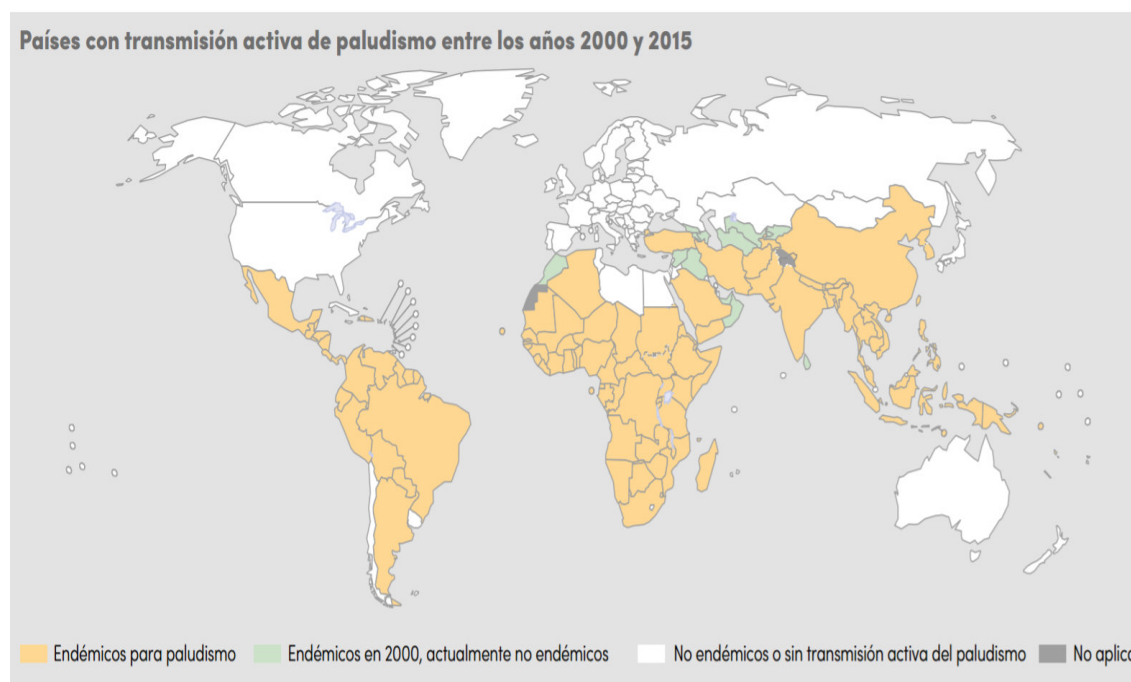 Países con transmisión activa de paludismo entre los años 2000 y 2015
Endémicos para paludismo
Endémicos en 2000, actualmente no endémicos
No endémicos o sin transmisión activa del paludismo
No